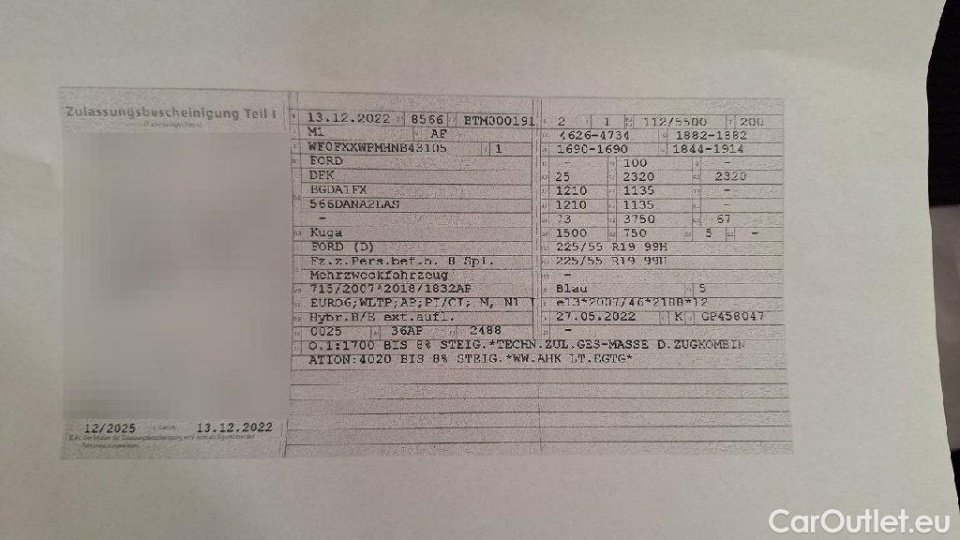 Zulassungsbescheinigung Teil I
13.12.2022 8566 BTM000191
M1 AF
1
FORD
DFK
BGDA1FX
566DANA2LAS
-
Kuga
FORD (D)
Fz.z.Pers.bef.b. 8 Spl.
Mehrzweckfahrzeug
715/2007*2018/1832AP
EURO6;WLTP;AP;PI/CI; M, N1 I
Hybr.B/E ext.aufl.
0025 36AP 2488
O.1:1700 BIS 8% STEIG.*TECHN.ZUL.GES-MASSE D.ZUGKOMBIN
ATION:4020 BIS 8% STEIG.*WW.AHK LT.EGTG*
2 1 112/5500 200
4626-4734 1882-1882
1690-1690 1844-1914
- 100 -
25 2320 2320
1210 1135 -
1210 1135 -
73 3750 67
1500 750 5 -
225/55 R19 99H
225/55 R19 99H
-
Blau 5
e13*2007/46*2188*12
27.05.2022 K GP458047
-
12/2025 13.12.2022
CarOutlet.eu